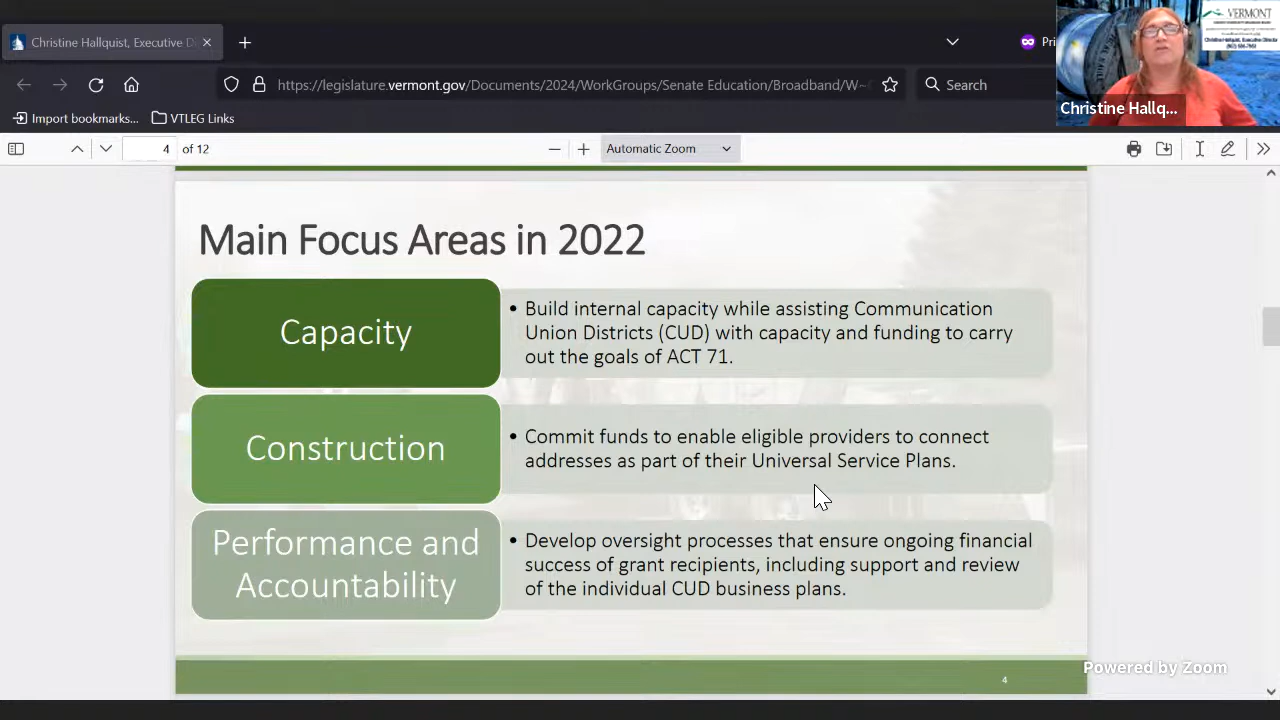 Christine Hallquist, Executive D
Pri
VERMONT
https://legislature.vermont.gov/Documents/2024/WorkGroups/Senate Education/Broadband/W~
Search
Christine Hallq...
Import bookmarks...
VTLEG Links
4 of 12
Automatic Zoom
Main Focus Areas in 2022
Capacity
• Build internal capacity while assisting Communication
Union Districts (CUD) with capacity and funding to carry
out the goals of ACT 71.
Construction
• Commit funds to enable eligible providers to connect
addresses as part of their Universal Service Plans.
Performance and
Accountability
• Develop oversight processes that ensure ongoing financial
success of grant recipients, including support and review
of the individual CUD business plans.
Powered by Zoom
4